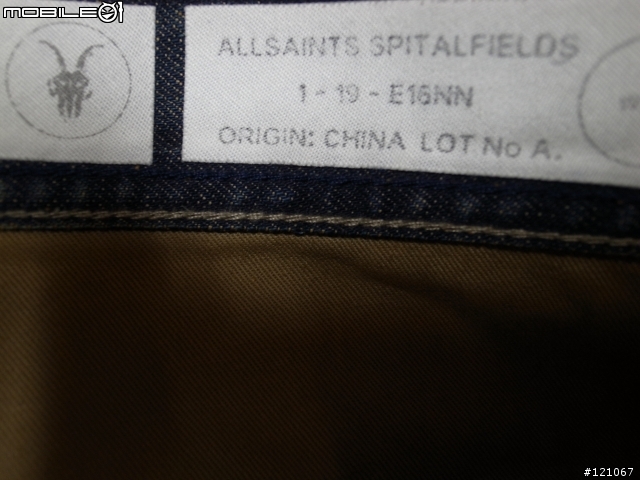 MOBILE01
ALLSAINTS SPITALFIELDS
1 - 19 - E16NN
ORIGIN: CHINA LOT No A.
#121067